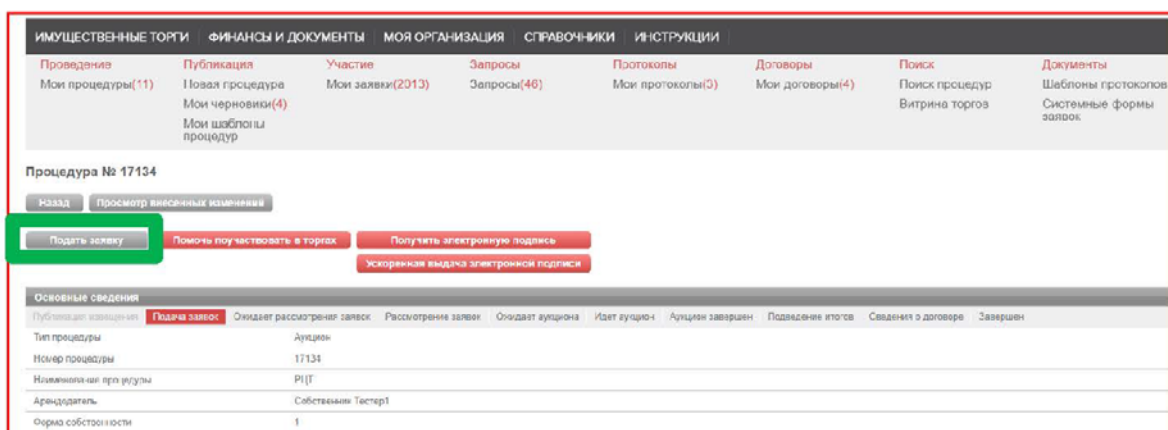 ИМУЩЕСТВЕННЫЕ ТОРГИ ФИНАНСЫ И ДОКУМЕНТЫ МОЯ ОРГАНИЗАЦИЯ СПРАВОЧНИКИ ИНСТРУКЦИИ
Проведение Публикация Участие Запросы Протоколы Договоры Поиск Документы
Мои процедуры(11) Новая процедура Мои заявки(2013) Запросы(46) Мои протоколы(3) Мои договоры(4) Поиск процедур Шаблоны протоколов
Мои черновики(4) Витрина торгов Системные формы
Мои шаблоны заявок
процедур
Процедура № 17134
Назад Просмотр внесенных изменений
Подать заявку Помочь поучаствовать в торгах Получить электронную подпись
Ускоренная выдача электронной подписи
Основные сведения
Публикация извещения Подача заявок Ожидает рассмотрения заявок Рассмотрение заявок Ожидает аукциона Идет аукцион Аукцион завершен Подведение итогов Сведения о договоре Завершен
Тип процедуры Аукцион
Номер процедуры 17134
Наименование процедуры
Арендодатель Собственник Тестер1
Форма собственности 1